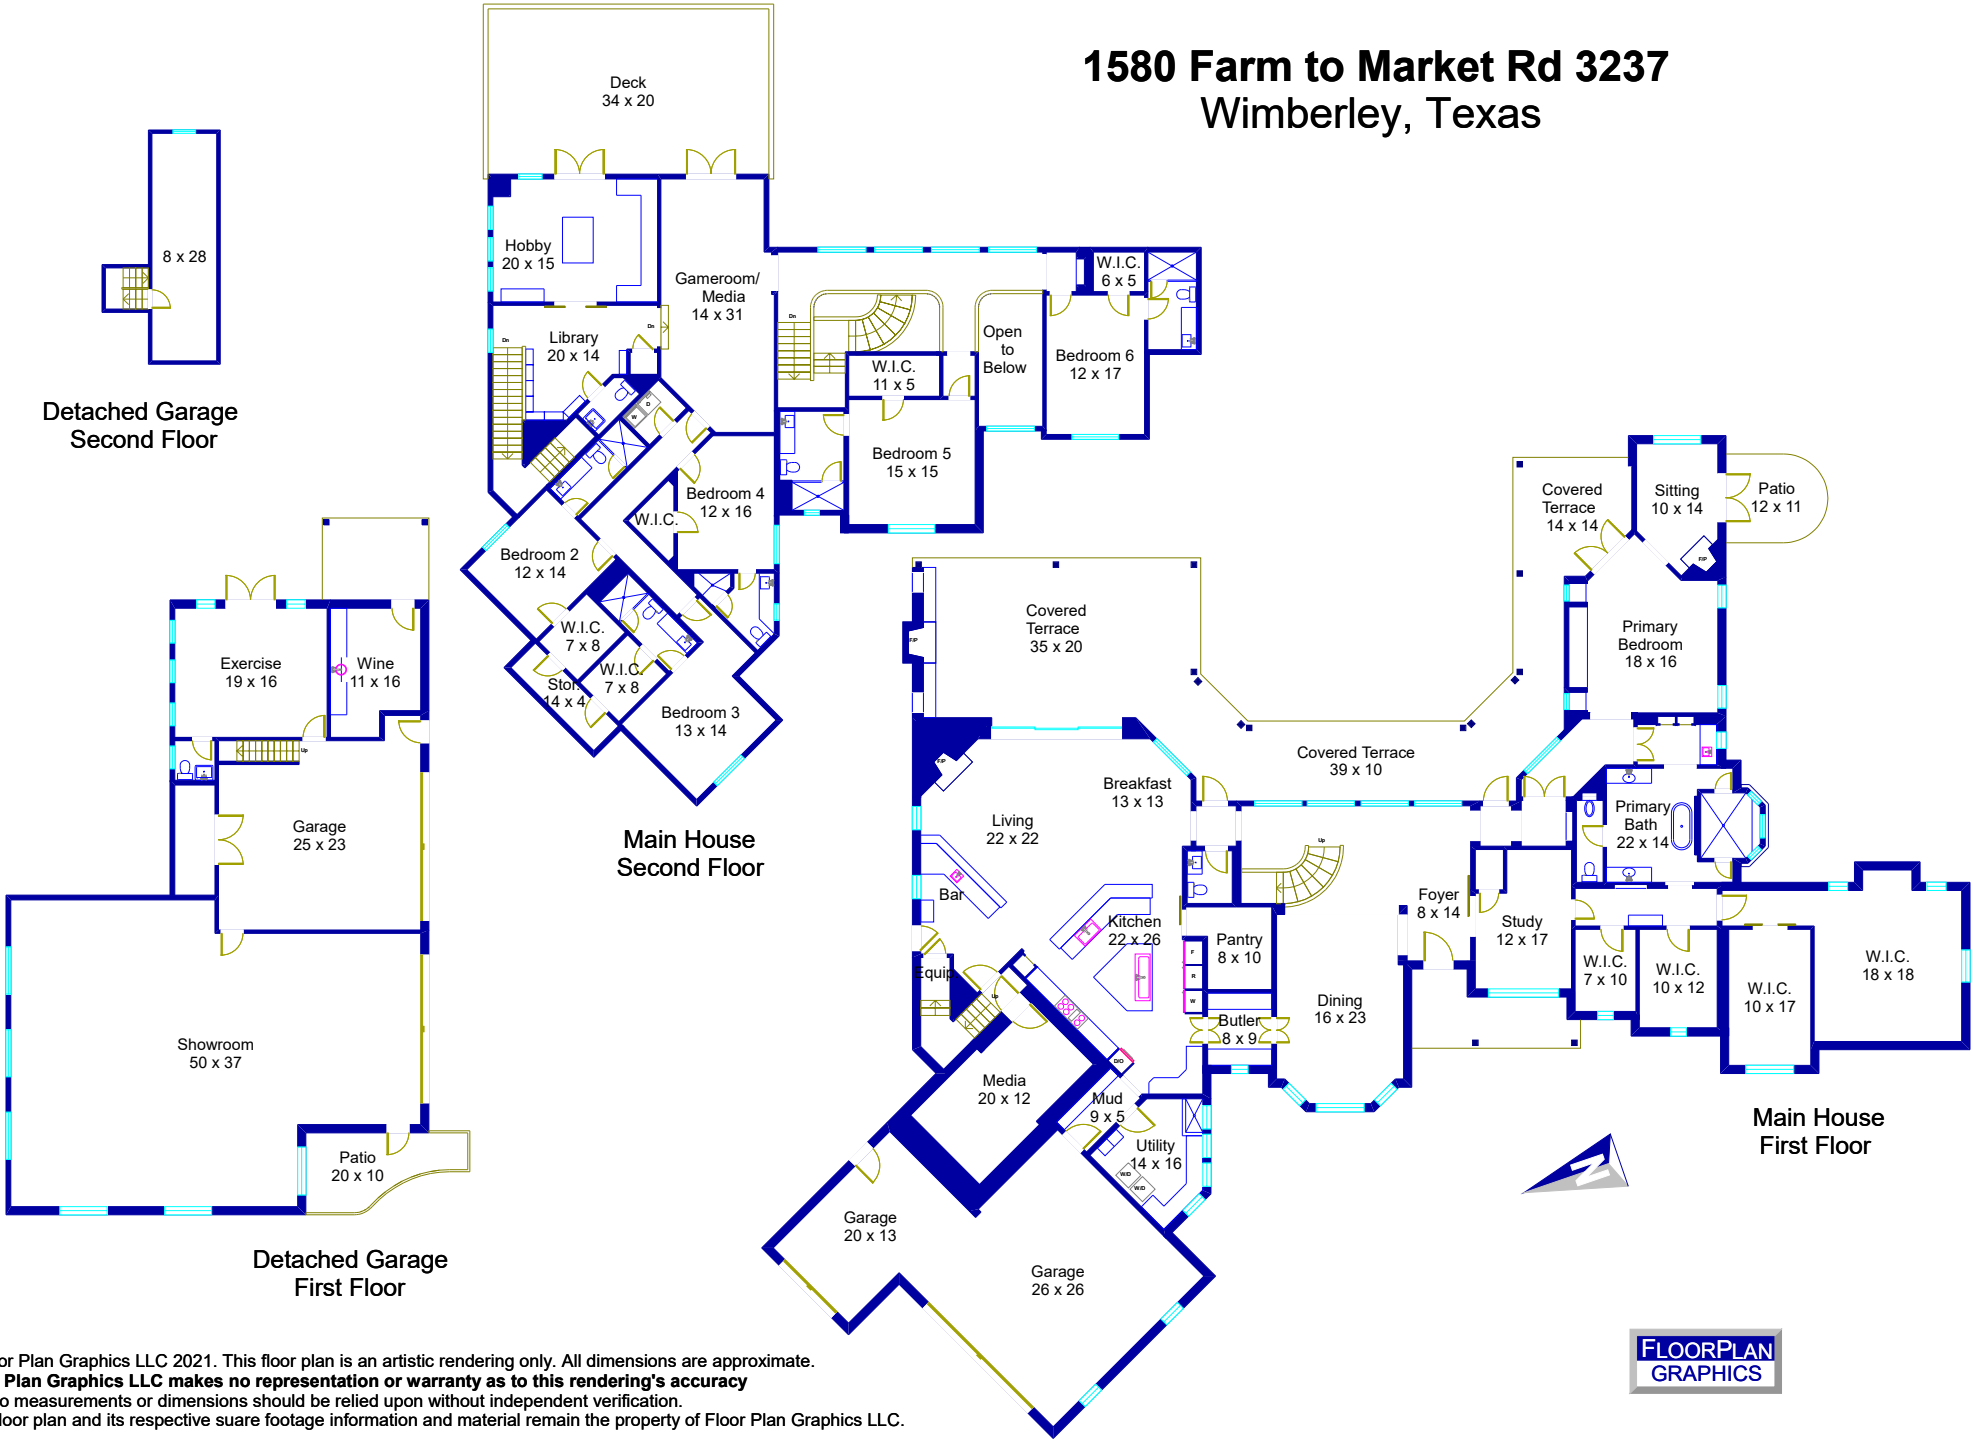 1580 Farm to Market Rd 3237
Wimberley, Texas
Deck
34 x 20
8 x 28
Detached Garage
Second Floor
Hobby
20 x 15
Gameroom/
Media
14 x 31
Library
20 x 14
Dn
Dn
Dn
W
D
W.I.C.
6 x 5
Open
to
Below
Bedroom 6
12 x 17
W.I.C.
11 x 5
Bedroom 5
15 x 15
Bedroom 4
12 x 16
W.I.C.
Bedroom 2
12 x 14
W.I.C.
7 x 8
W.I.C.
7 x 8
Stor.
14 x 4
Bedroom 3
13 x 14
Main House
Second Floor
Exercise
19 x 16
Wine
11 x 16
Up
Garage
25 x 23
Showroom
50 x 37
Patio
20 x 10
Detached Garage
First Floor
Covered
Terrace
14 x 14
Sitting
10 x 14
Patio
12 x 11
F/P
Primary
Bedroom
18 x 16
Covered
Terrace
35 x 20
F/P
Covered Terrace
39 x 10
F/P
Breakfast
13 x 13
Living
22 x 22
Bar
Primary
Bath
22 x 14
Up
Foyer
8 x 14
Study
12 x 17
Kitchen
22 x 26
Pantry
8 x 10
F
R
W
Equip
Up
Butler
8 x 9
Dining
16 x 23
W.I.C.
7 x 10
W.I.C.
10 x 12
W.I.C.
10 x 17
W.I.C.
18 x 18
D/O
Media
20 x 12
Mud
9 x 5
Utility
14 x 16
W/D
W/D
Garage
20 x 13
Garage
26 x 26
Main House
First Floor
N
FLOORPLAN
GRAPHICS
or Plan Graphics LLC 2021. This floor plan is an artistic rendering only. All dimensions are approximate.
Plan Graphics LLC makes no representation or warranty as to this rendering's accuracy
o measurements or dimensions should be relied upon without independent verification.
loor plan and its respective suare footage information and material remain the property of Floor Plan Graphics LLC.